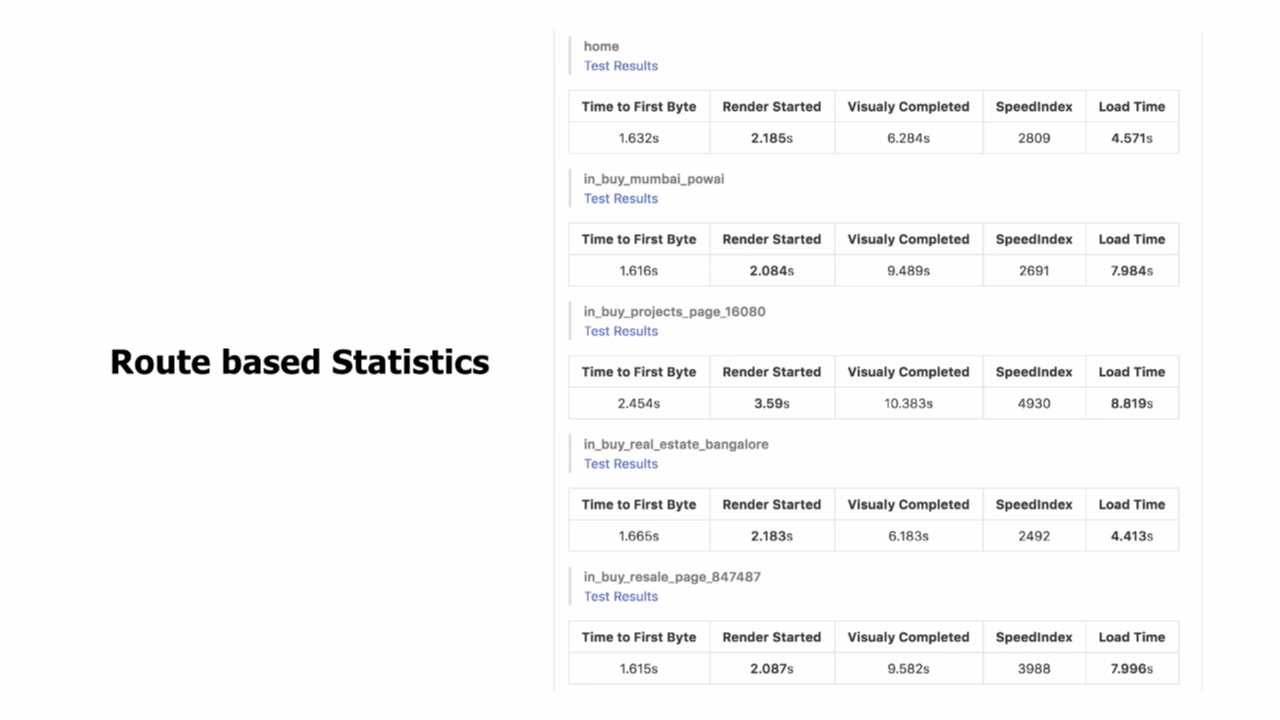 Route based Statistics
home
Test Results
Time to First Byte Render Started Visualy Completed SpeedIndex Load Time
1.632s 2.185s 6.284s 2809 4.571s
in_buy_mumbai_powai
Test Results
Time to First Byte Render Started Visualy Completed SpeedIndex Load Time
1.616s 2.084s 9.489s 2691 7.984s
in_buy_projects_page_16080
Test Results
Time to First Byte Render Started Visualy Completed SpeedIndex Load Time
2.454s 3.59s 10.383s 4930 8.819s
in_buy_real_estate_bangalore
Test Results
Time to First Byte Render Started Visualy Completed SpeedIndex Load Time
1.665s 2.183s 6.183s 2492 4.413s
in_buy_resale_page_847487
Test Results
Time to First Byte Render Started Visualy Completed SpeedIndex Load Time
1.615s 2.087s 9.582s 3988 7.996s